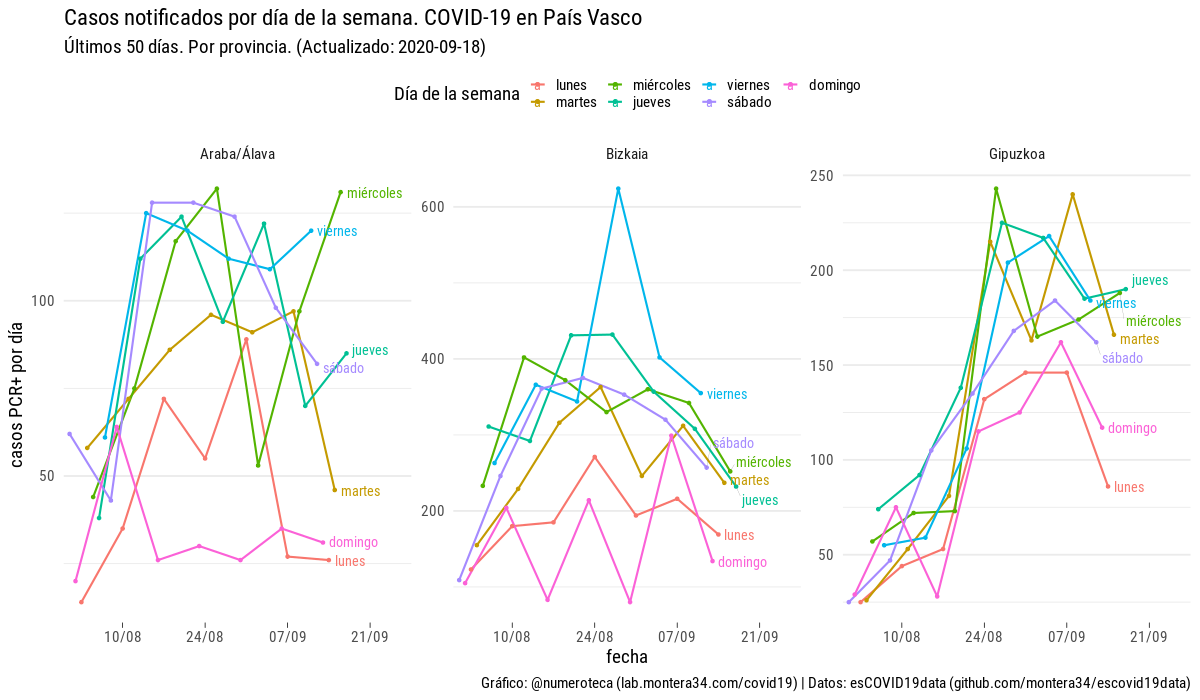 Casos notificados por día de la semana. COVID-19 en País Vasco
Últimos 50 días. Por provincia. (Actualizado: 2020-09-18)
Día de la semana
lunes
miércoles
viernes
domingo
martes
jueves
sábado
Araba/Álava
Bizkaia
Gipuzkoa
casos PCR+ por día
100
50
miércoles
viernes
jueves
sábado
martes
domingo
lunes
10/08
24/08
07/09
21/09
600
400
200
viernes
sábado
miércoles
martes
jueves
lunes
domingo
10/08
24/08
07/09
21/09
250
200
150
100
50
jueves
viernes
miércoles
martes
sábado
domingo
lunes
10/08
24/08
07/09
21/09
fecha
Gráfico: @numeroteca (lab.montera34.com/covid19) | Datos: esCOVID19data (github.com/montera34/escovid19data)